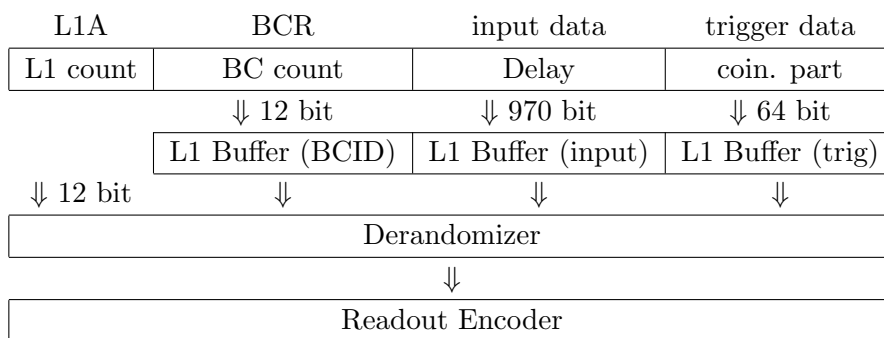 L1A BCR input data trigger data
L1 count BC count Delay coin. part
⇓ 12 bit ⇓ 970 bit ⇓ 64 bit
L1 Buffer (BCID) L1 Buffer (input) L1 Buffer (trig)
⇓ 12 bit ⇓ ⇓ ⇓
Derandomizer
⇓
Readout Encoder